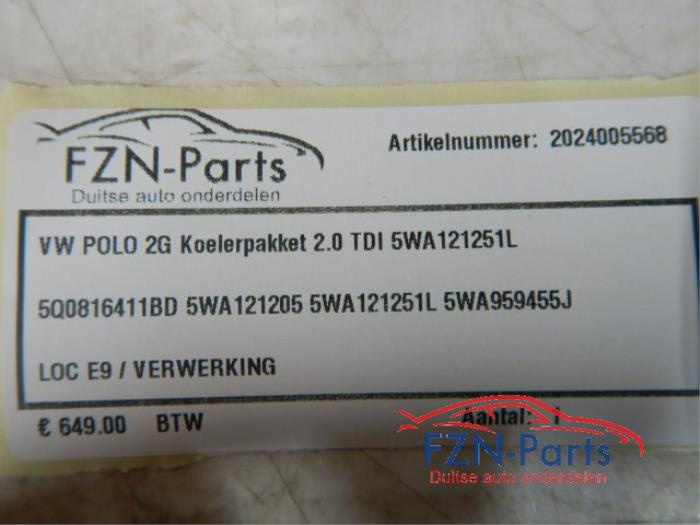 FZN-Parts
Duitse auto onderdelen
Artikelnummer: 2024005568
VW POLO 2G Koelerpakket 2.0 TDI 5WA121251L
5Q0816411BD 5WA121205 5WA121251L 5WA959455J
LOC E9 / VERWERKING
€ 649.00 BTW
Aantal: 1
FZN-Parts
Duitse auto onderdelen